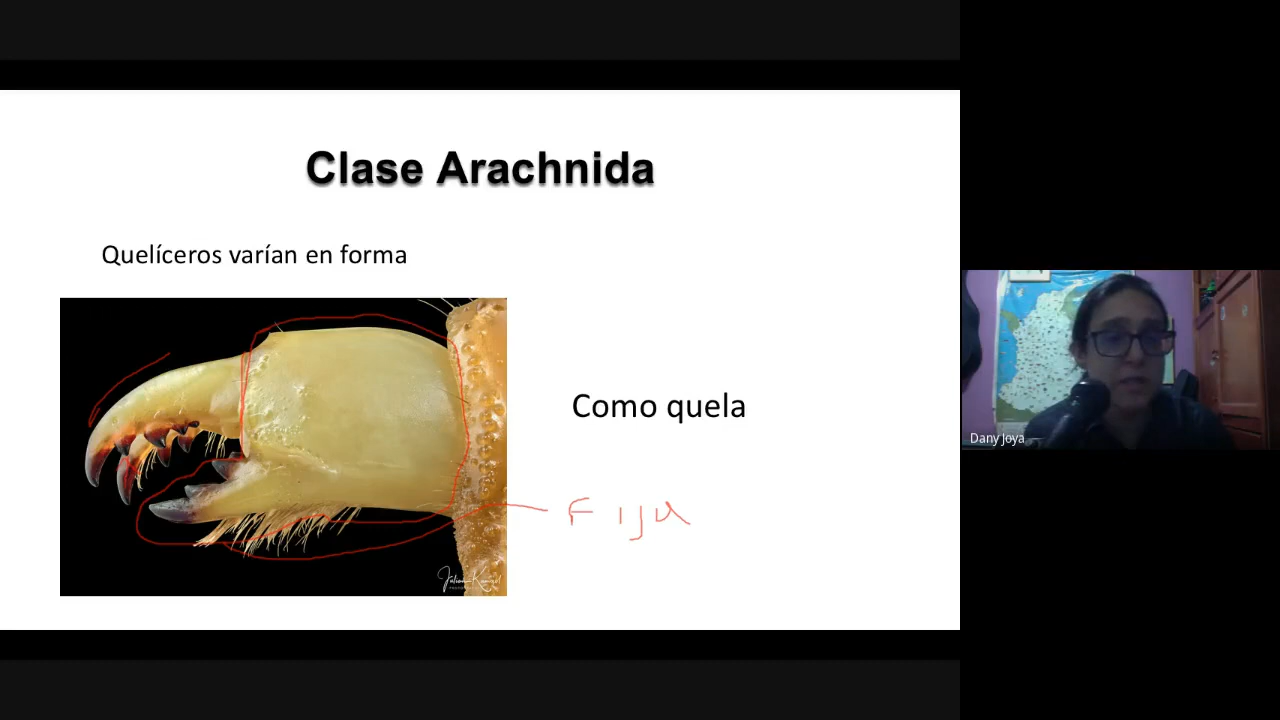 Clase Arachnida
Quelíceros varían en forma
Como quela
Fija
Dany Joya